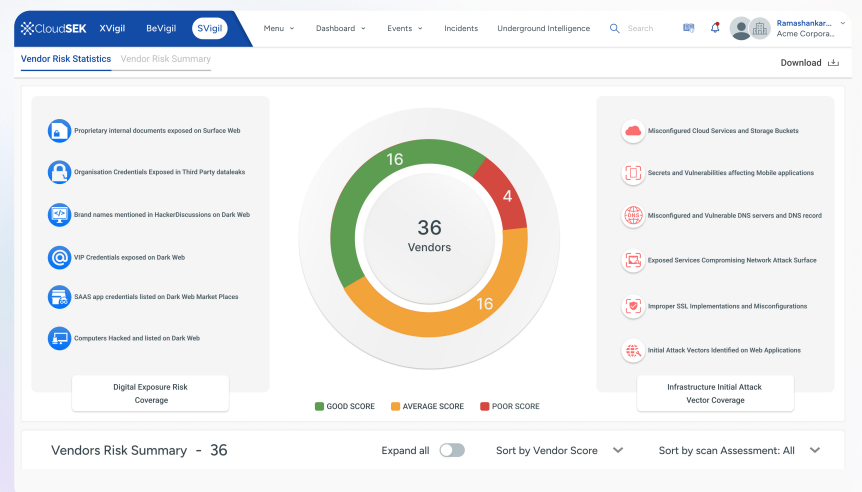 CloudSEK XVigil BeVigil SVigil Menu Dashboard Events Incidents Underground Intelligence Search Ramashankar...
Acme Corpora...
Vendor Risk Statistics Vendor Risk Summary Download
Proprietary internal documents exposed on Surface Web
Organisation Credentials Exposed in Third Party dataleaks
Brand names mentioned in HackerDiscussions on Dark Web
VIP Credentials exposed on Dark Web
SAAS app credentials listed on Dark Web Market Places
Computers Hacked and listed on Dark Web
Digital Exposure Risk
Coverage
16
4
36
Vendors
16
GOOD SCORE AVERAGE SCORE POOR SCORE
Misconfigured Cloud Services and Storage Buckets
Secrets and Vulnerabilities affecting Mobile applications
DNS
Misconfigured and Vulnerable DNS servers and DNS record
Exposed Services Compromising Network Attack Surface
Improper SSL Implementations and Misconfigurations
Initial Attack Vectors Identified on Web Applications
Infrastructure Initial Attack
Vector Coverage
Vendors Risk Summary - 36 Expand all Sort by Vendor Score Sort by scan Assessment: All